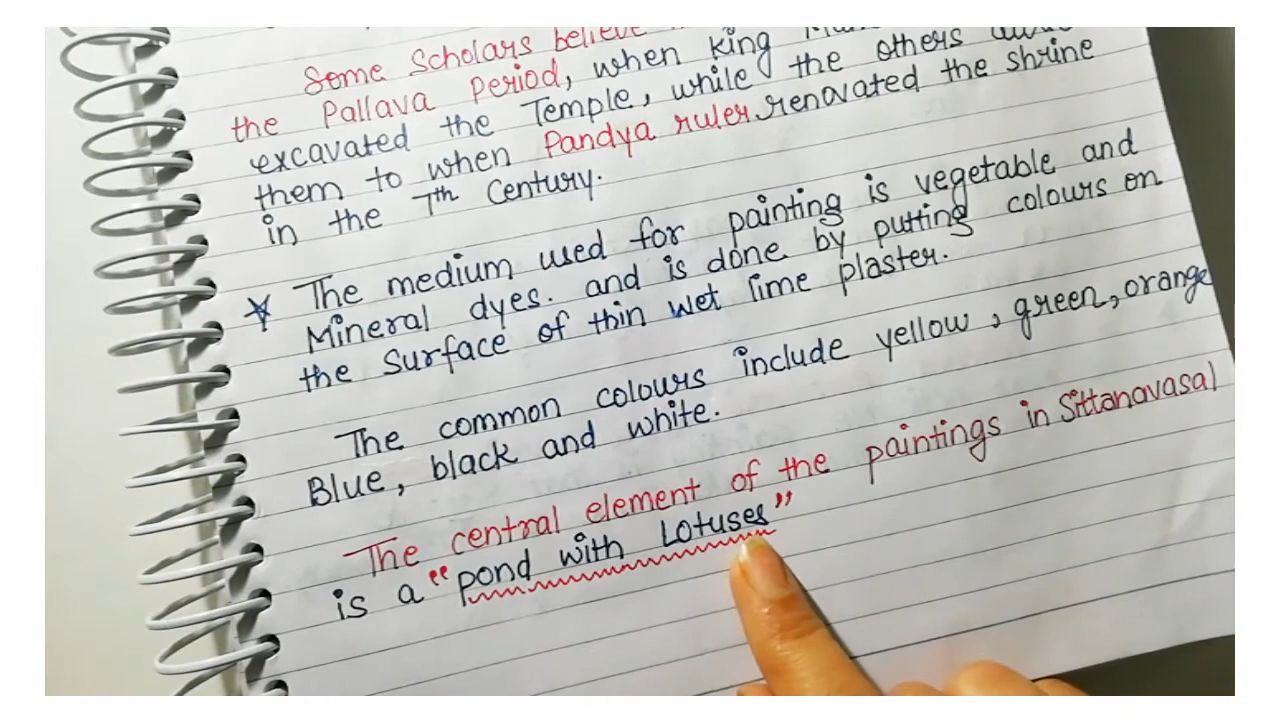 Some Scholars believe
the Pallava period, when king
excavated the Temple, while the others
them to when Pandya ruler renovated the shrine
in the 7th Century.
The medium used for painting is vegetable and
Mineral dyes. and is done by putting colours on
the Surface of thin wet lime plaster.
The common colours include yellow, green, orange
Blue, black and white.
The central element of the paintings in Sittanavasal
is a "pond with Lotuses"